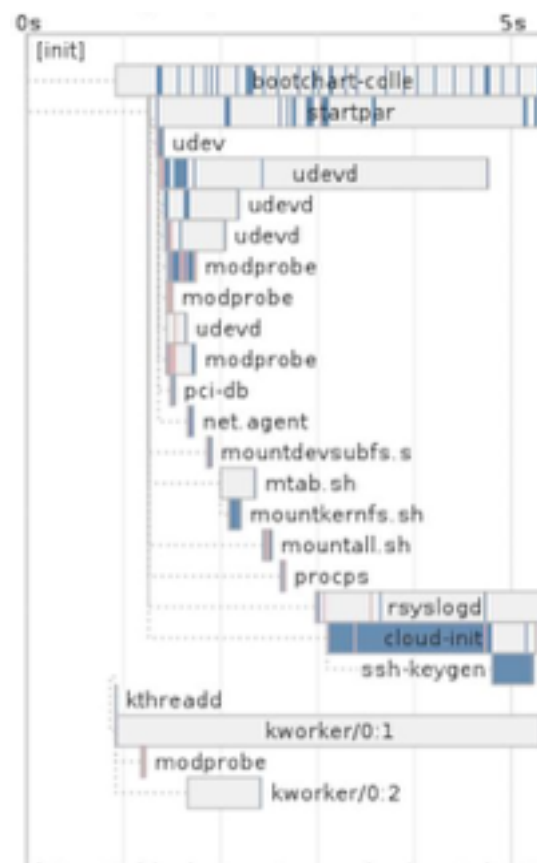 0s 5s
[init]
bootchart-colle
startpar
udev
udevd
udevd
udevd
modprobe
modprobe
udevd
modprobe
pci-db
net.agent
mountdevsubfs.s
mtab.sh
mountkernfs.sh
mountall.sh
procps
rsyslogd
cloud-init
ssh-keygen
kthreadd
kworker/0:1
modprobe
kworker/0:2